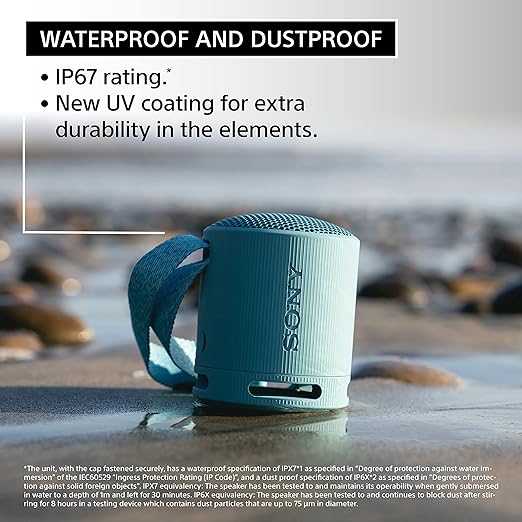 WATERPROOF AND DUSTPROOF
• IP67 rating.*
• New UV coating for extra
durability in the elements.
SONY
*The unit, with the cap fastened securely, has a waterproof specification of IPX7*1 as specified in "Degree of protection against water im-
mersion" of the IEC60529 "Ingress Protection Rating (IP Code)", and a dust proof specification of IP6X*2 as specified in "Degrees of protec-
tion against solid foreign objects". IPX7 equivalency: The speaker has been tested to and maintains its operability when gently submersed
in water to a depth of 1m and left for 30 minutes. IP6X equivalency: The speaker has been tested to and continues to block dust after stir-
ring for 8 hours in a testing device which contains dust particles that are up to 75 μm in diameter.